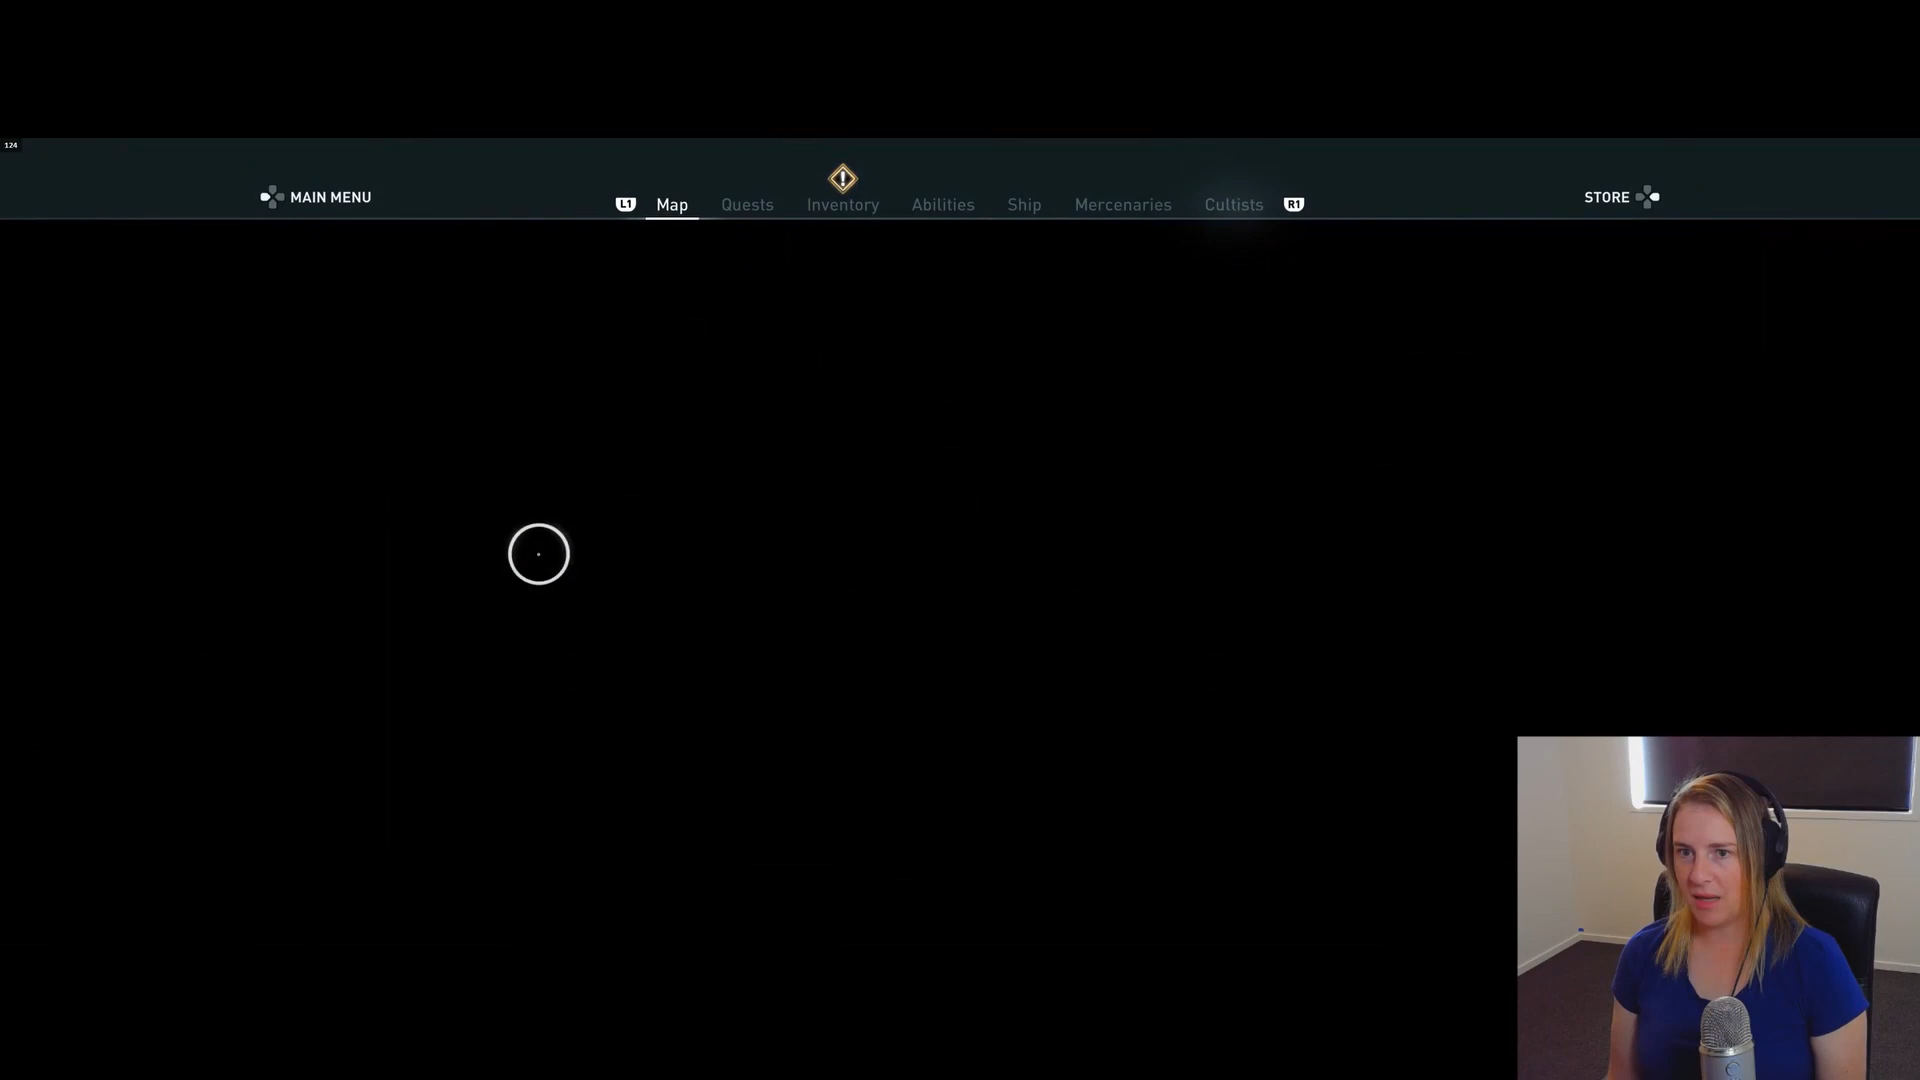 124
MAIN MENU
L1 Map Quests Inventory Abilities Ship Mercenaries Cultists R1
STORE